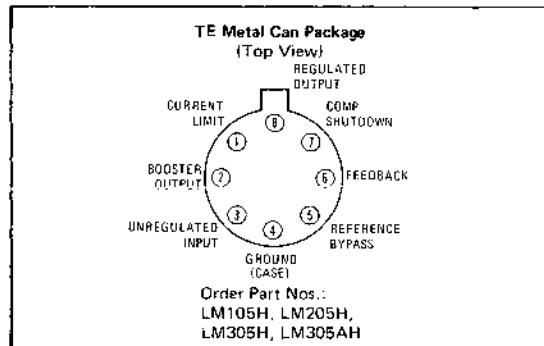 TE Metal Can Package
(Top View)
REGULATED
OUTPUT
CURRENT
LIMIT
COMP
SHUTDOWN
8
1
7
BOOSTER
OUTPUT
2
6
FEEDBACK
3
5
UNREGULATED
INPUT
4
REFERENCE
BYPASS
GROUND
(CASE)
Order Part Nos.:
LM105H, LM205H,
LM305H, LM305AH